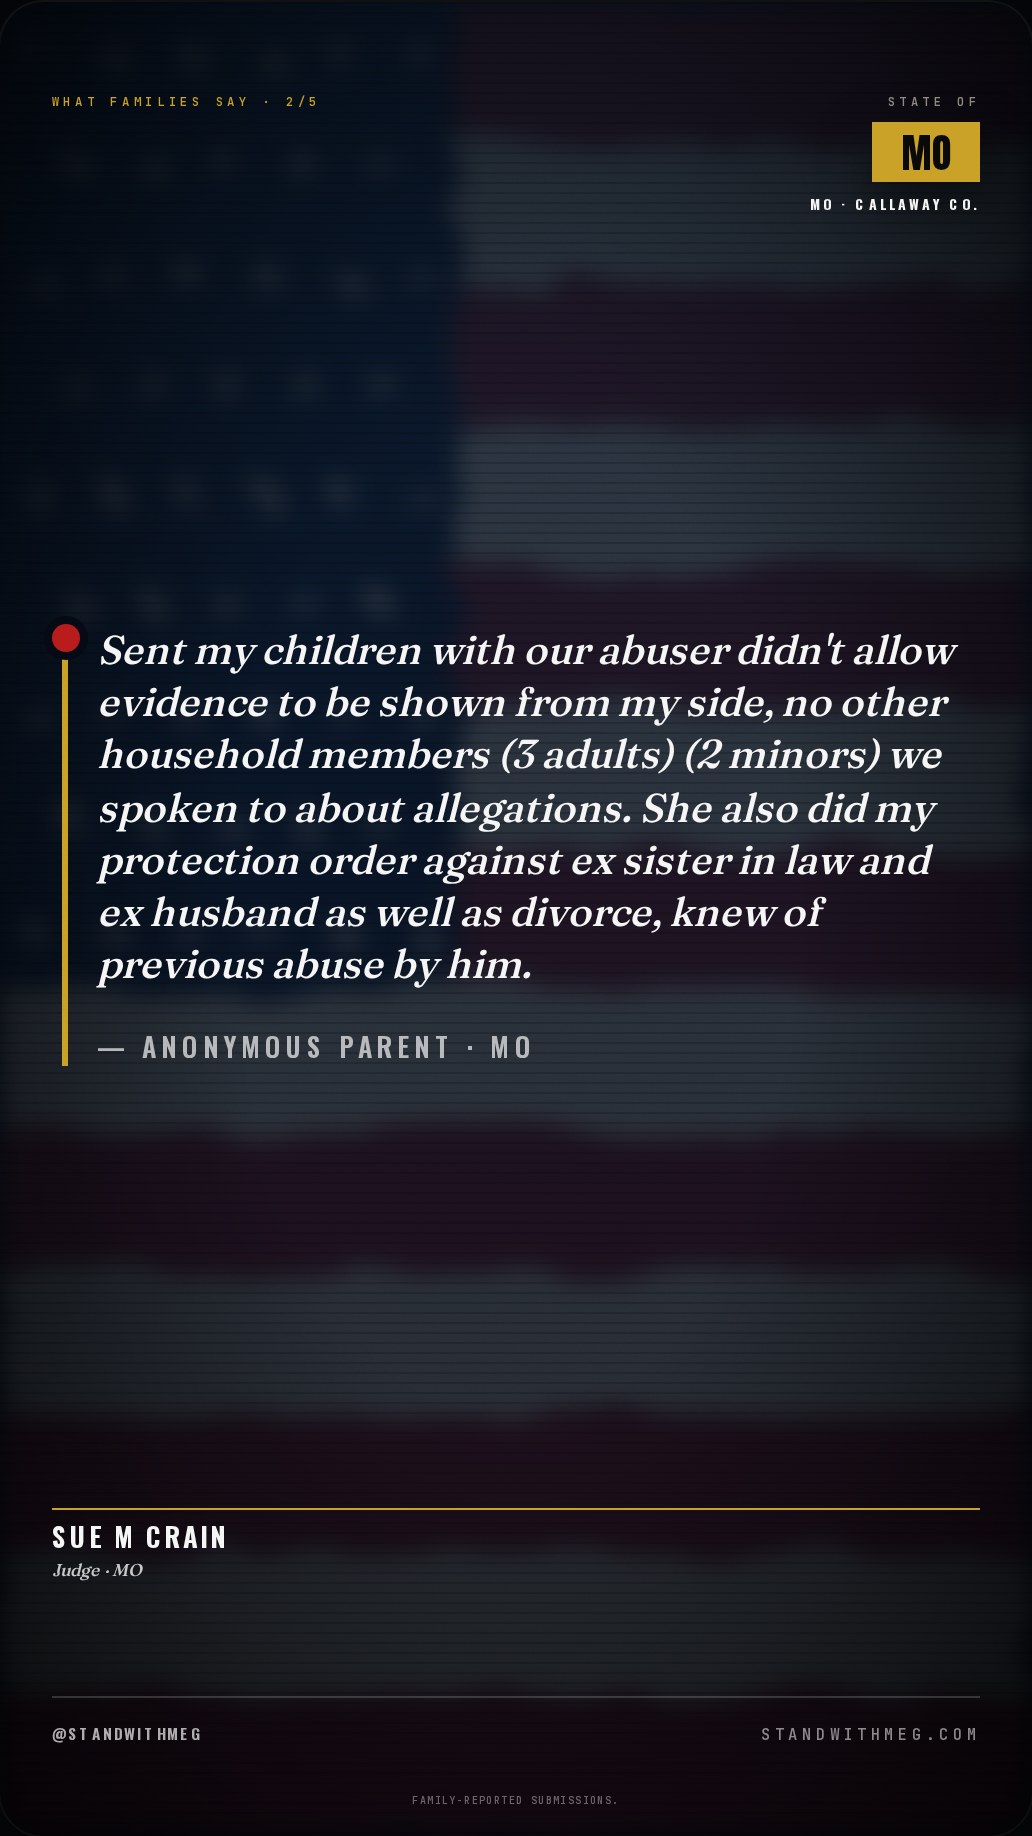 WHAT FAMILIES SAY · 2/5
STATE OF
MO
MO · CALLAWAY CO.
Sent my children with our abuser didn't allow
evidence to be shown from my side, no other
household members (3 adults) (2 minors) we
spoken to about allegations. She also did my
protection order against ex sister in law and
ex husband as well as divorce, knew of
previous abuse by him.
— ANONYMOUS PARENT · MO
SUE M CRAIN
Judge · MO
@STANDWITHMEG
STANDWITHMEG.COM
FAMILY-REPORTED SUBMISSIONS.